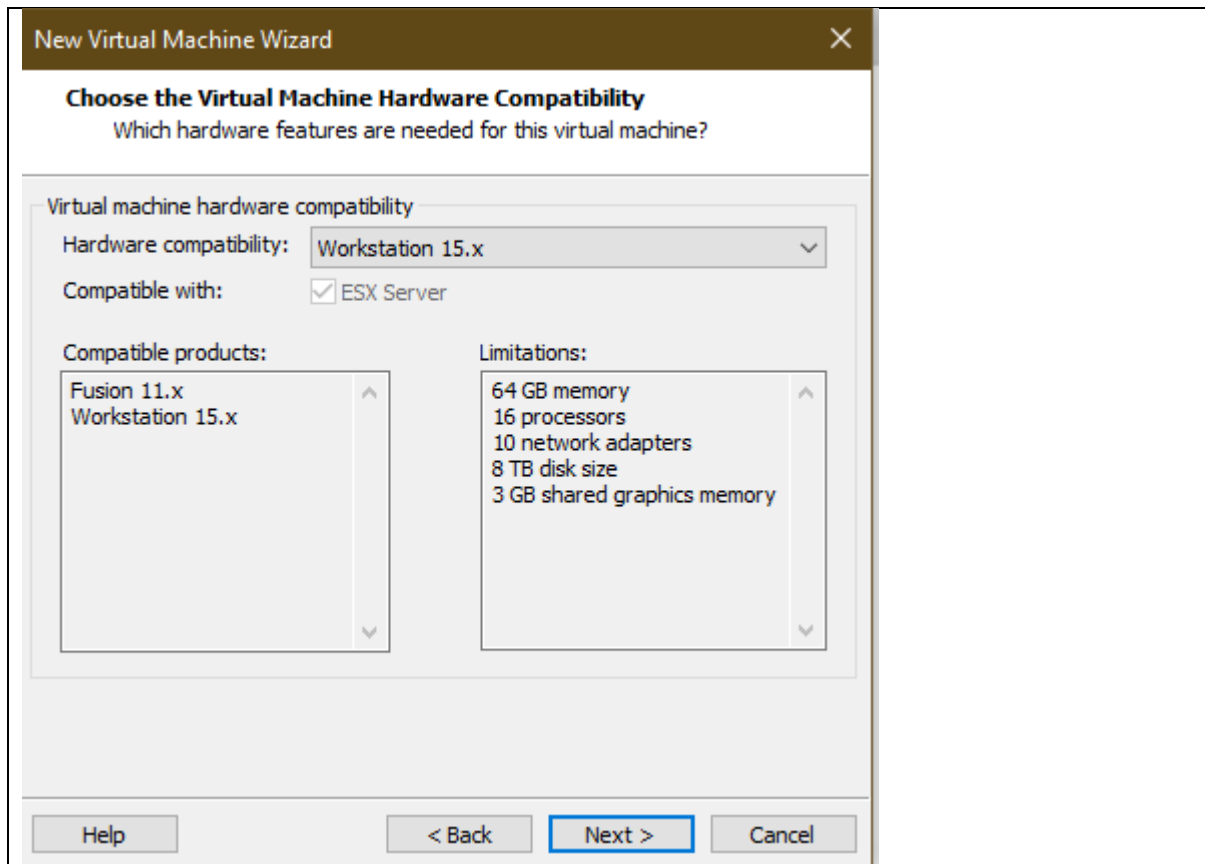 New Virtual Machine Wizard
Choose the Virtual Machine Hardware Compatibility
Which hardware features are needed for this virtual machine?
Virtual machine hardware compatibility
Hardware compatibility: Workstation 15.x
Compatible with: ESX Server
Compatible products:
Fusion 11.x
Workstation 15.x
Limitations:
64 GB memory
16 processors
10 network adapters
8 TB disk size
3 GB shared graphics memory
Help < Back Next > Cancel